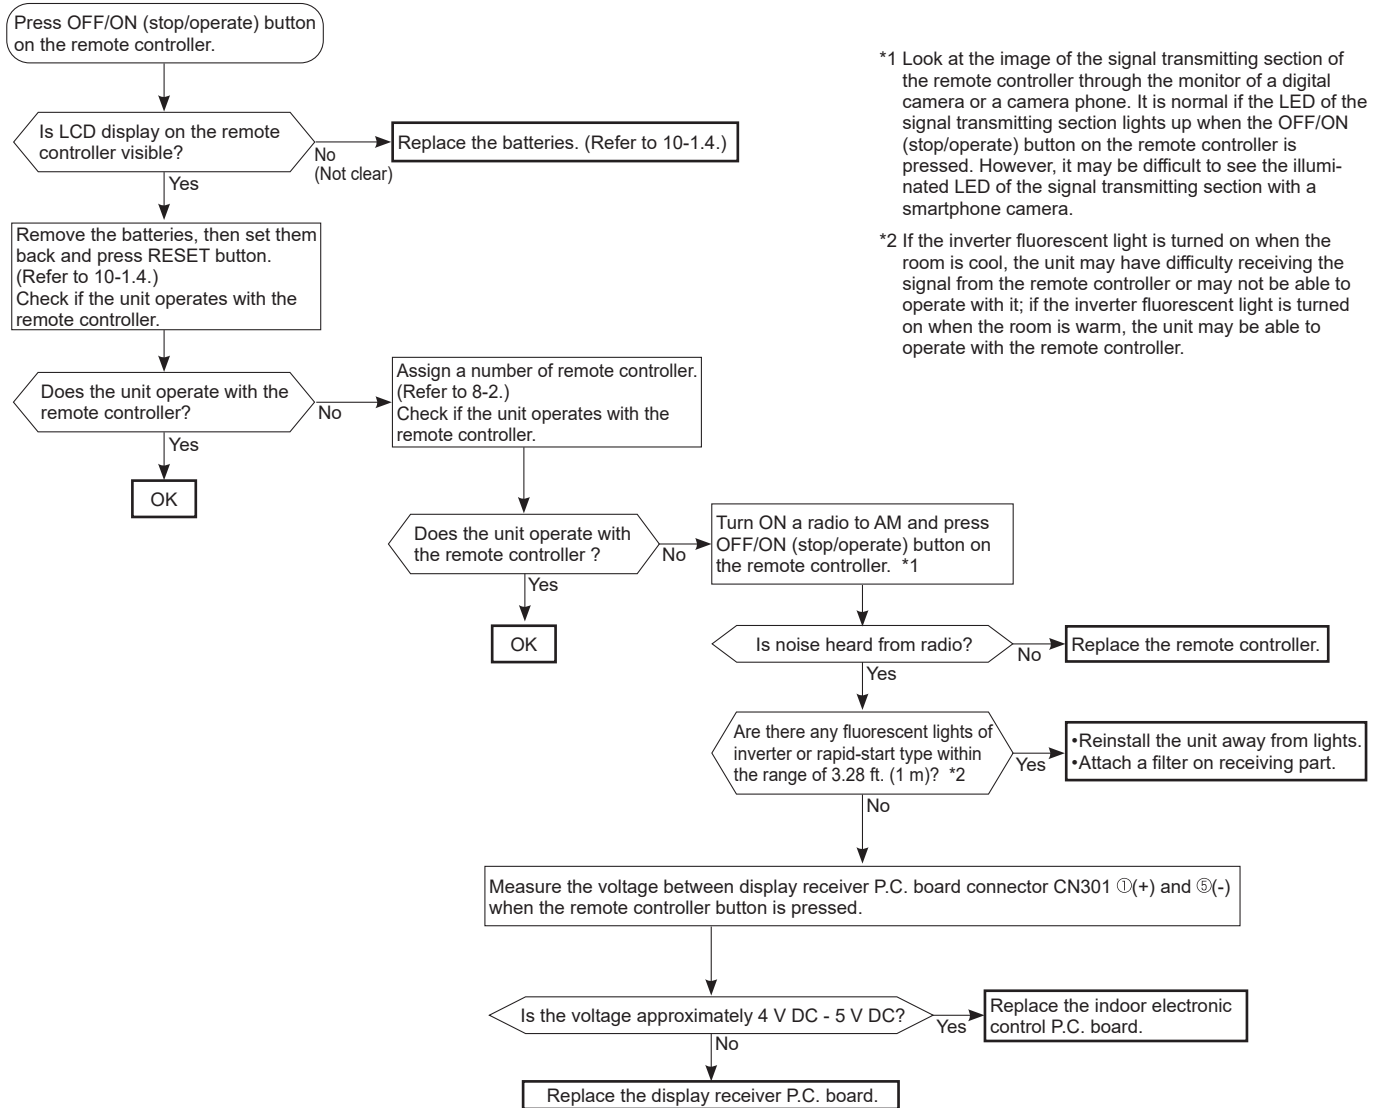 Press OFF/ON (stop/operate) button
on the remote controller.
Is LCD display on the remote
controller visible?
No
(Not clear)
Replace the batteries. (Refer to 10-1.4.)
Yes
Remove the batteries, then set them
back and press RESET button.
(Refer to 10-1.4.)
Check if the unit operates with the
remote controller.
Does the unit operate with the
remote controller?
No
Yes
OK
Assign a number of remote controller.
(Refer to 8-2.)
Check if the unit operates with the
remote controller.
Does the unit operate with
the remote controller ?
No
Yes
OK
Turn ON a radio to AM and press
OFF/ON (stop/operate) button on
the remote controller. *1
Is noise heard from radio?
No
Replace the remote controller.
Yes
Are there any fluorescent lights of
inverter or rapid-start type within
the range of 3.28 ft. (1 m)? *2
Yes
•Reinstall the unit away from lights.
•Attach a filter on receiving part.
No
Measure the voltage between display receiver P.C. board connector CN301 ①(+) and ⑤(-)
when the remote controller button is pressed.
Is the voltage approximately 4 V DC - 5 V DC?
Yes
Replace the indoor electronic
control P.C. board.
No
Replace the display receiver P.C. board.
*1 Look at the image of the signal transmitting section of
the remote controller through the monitor of a digital
camera or a camera phone. It is normal if the LED of the
signal transmitting section lights up when the OFF/ON
(stop/operate) button on the remote controller is
pressed. However, it may be difficult to see the illumi-
nated LED of the signal transmitting section with a
smartphone camera.
*2 If the inverter fluorescent light is turned on when the
room is cool, the unit may have difficulty receiving the
signal from the remote controller or may not be able to
operate with it; if the inverter fluorescent light is turned
on when the room is warm, the unit may be able to
operate with the remote controller.